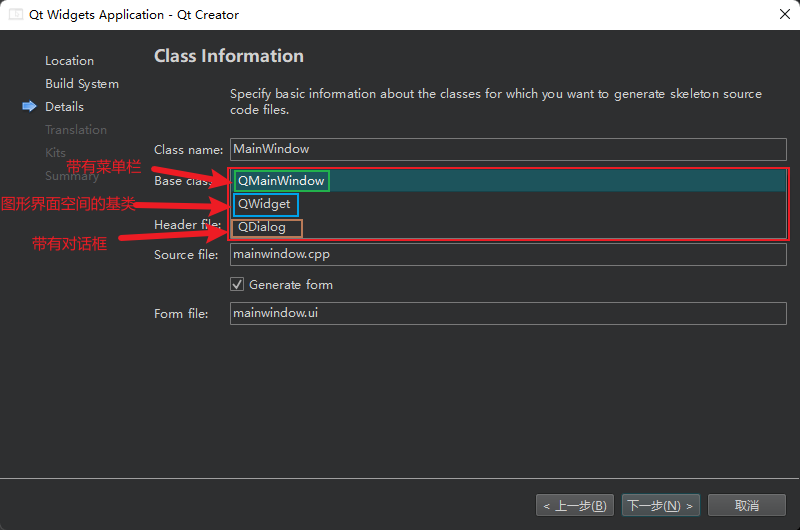 Qt Widgets Application - Qt Creator
Class Information
Location
Build System
Details
Translation
Kits
Summary
Specify basic information about the classes for which you want to generate skeleton source
code files.
Class name: MainWindow
带有菜单栏
Base class: QMainWindow
图形界面空间的基类
QWidget
Header file: QDialog
带有对话框
Source file: mainwindow.cpp
Generate form
Form file: mainwindow.ui
< 上一步(B)
下一步(N) >
取消